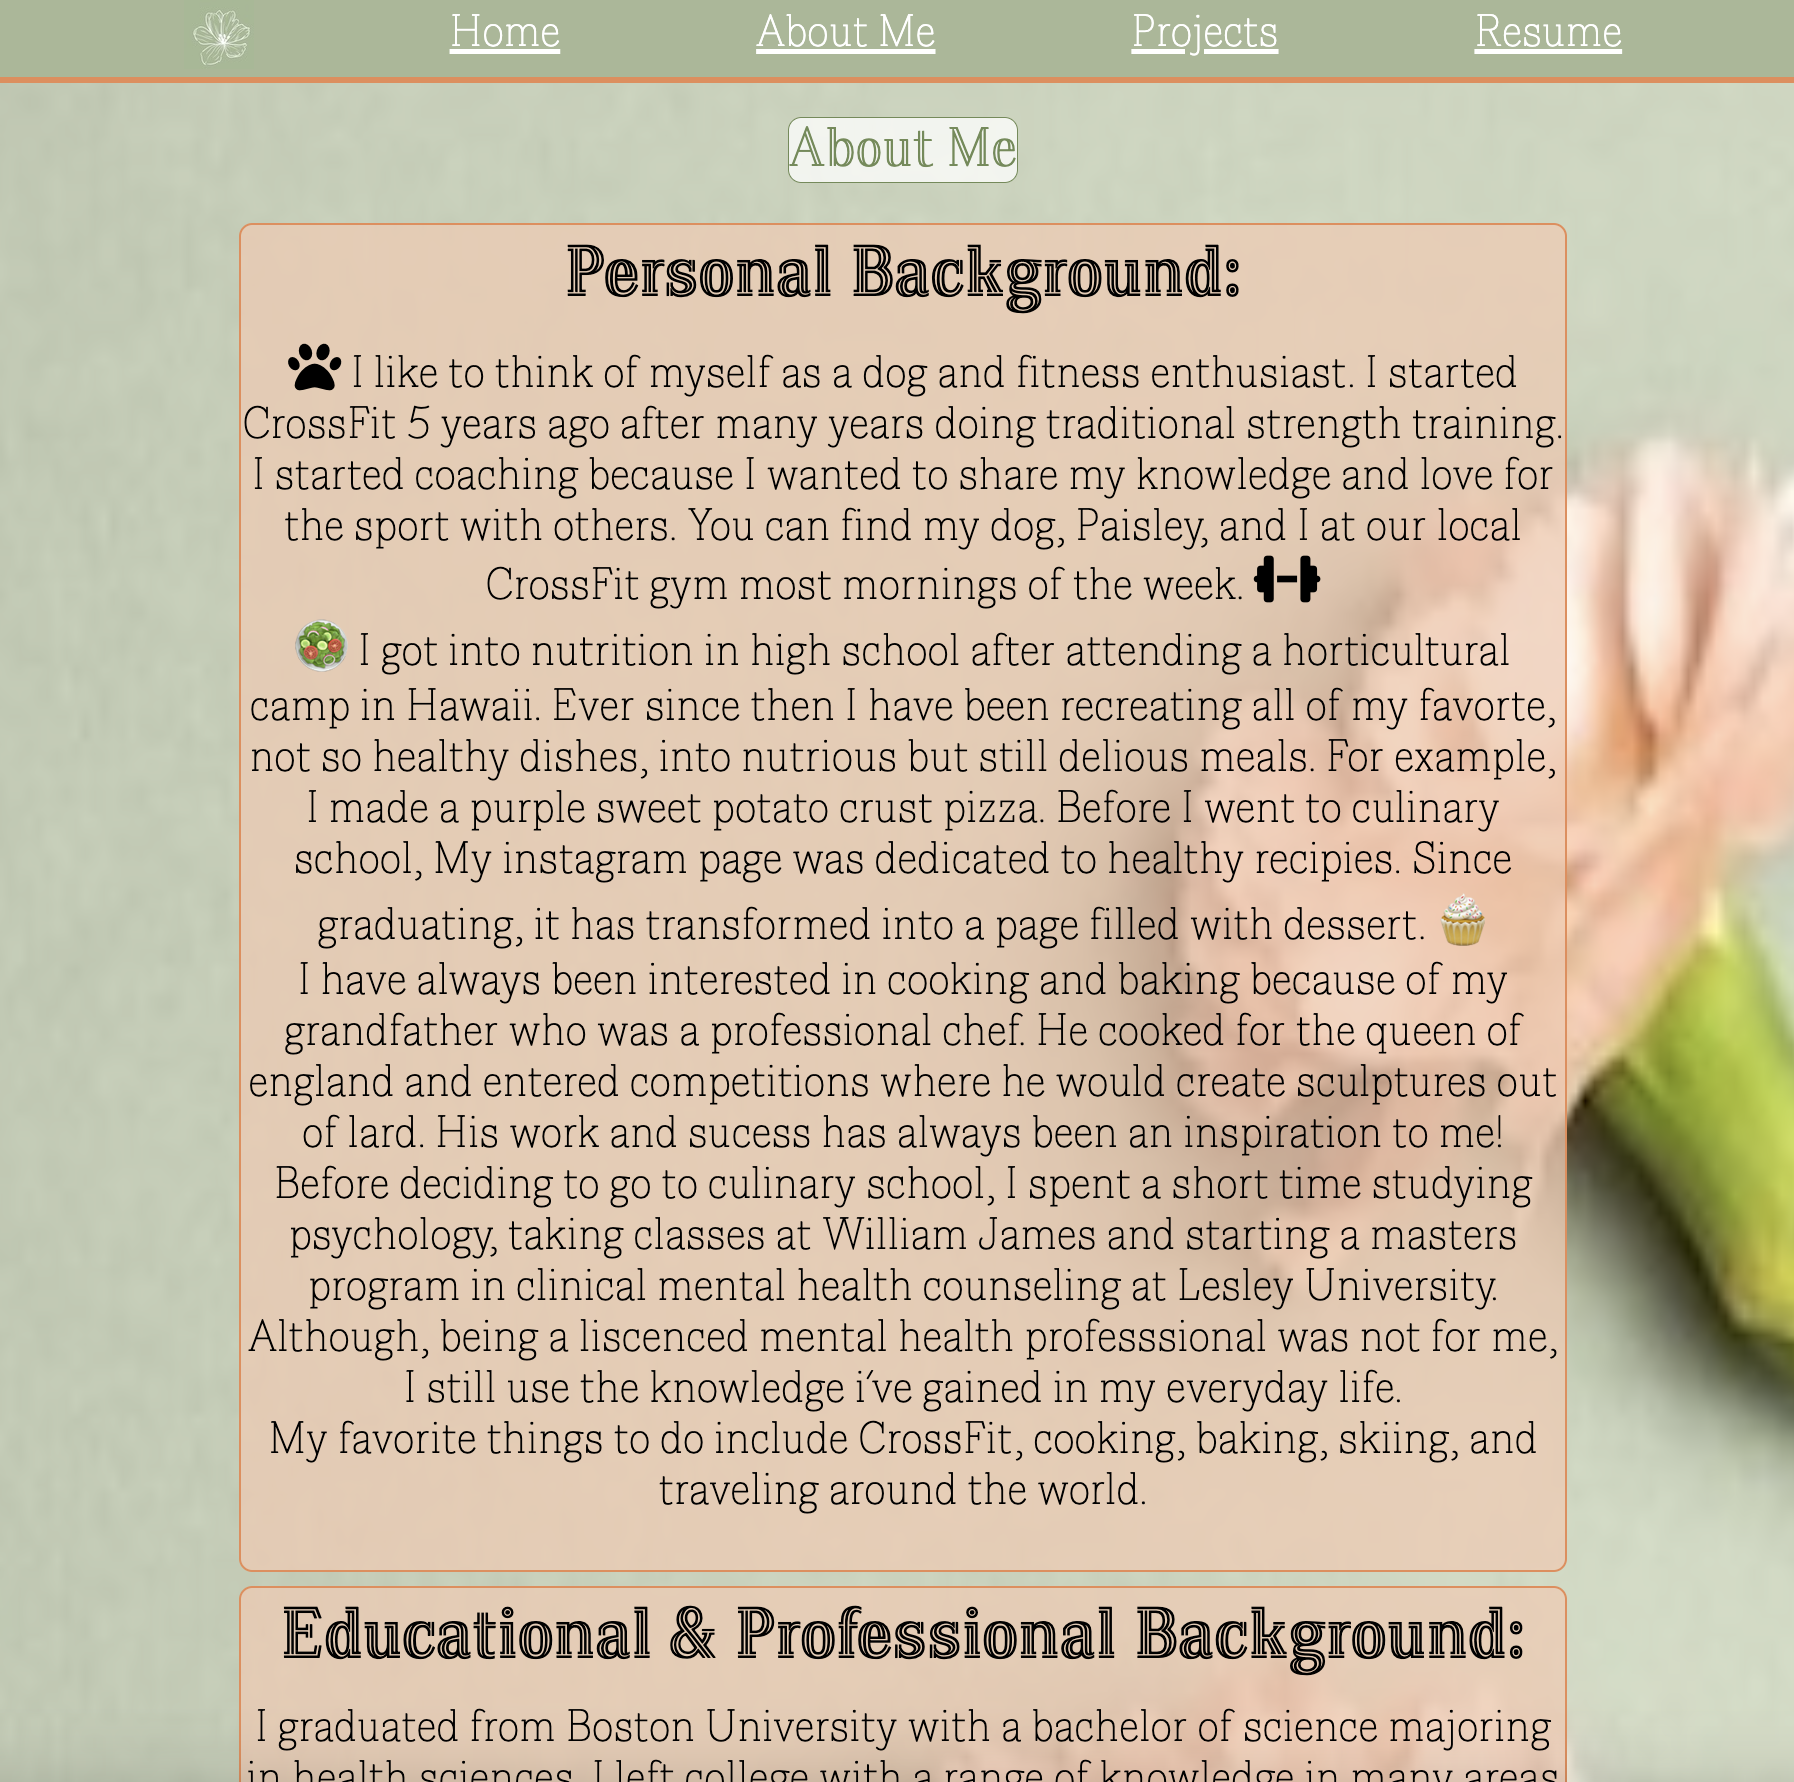 Home About Me Projects Resume
About Me
Personal Background:
I like to think of myself as a dog and fitness enthusiast. I started
CrossFit 5 years ago after many years doing traditional strength training.
I started coaching because I wanted to share my knowledge and love for
the sport with others. You can find my dog, Paisley, and I at our local
CrossFit gym most mornings of the week.
I got into nutrition in high school after attending a horticultural
camp in Hawaii. Ever since then I have been recreating all of my favorte,
not so healthy dishes, into nutrious but still delious meals. For example,
I made a purple sweet potato crust pizza. Before I went to culinary
school, My instagram page was dedicated to healthy recipies. Since
graduating, it has transformed into a page filled with dessert.
I have always been interested in cooking and baking because of my
grandfather who was a professional chef. He cooked for the queen of
england and entered competitions where he would create sculptures out
of lard. His work and sucess has always been an inspiration to me!
Before deciding to go to culinary school, I spent a short time studying
psychology, taking classes at William James and starting a masters
program in clinical mental health counseling at Lesley University.
Although, being a liscenced mental health professsional was not for me,
I still use the knowledge i've gained in my everyday life.
My favorite things to do include CrossFit, cooking, baking, skiing, and
traveling around the world.
Educational & Professional Background:
I graduated from Boston University with a bachelor of science majoring
in health sciences. I left college with a range of knowledge in many areas